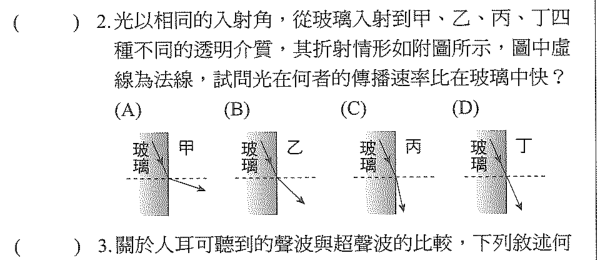 (　　) 2.光以相同的入射角，從玻璃入射到甲、乙、丙、丁四
種不同的透明介質，其折射情形如附圖所示，圖中虛
線為法線，試問光在何者的傳播速率比在玻璃中快？
(A) (B) (C) (D)
玻璃 甲 玻璃 乙 玻璃 丙 玻璃 丁
(　　) 3.關於人耳可聽到的聲波與超聲波的比較，下列敘述何